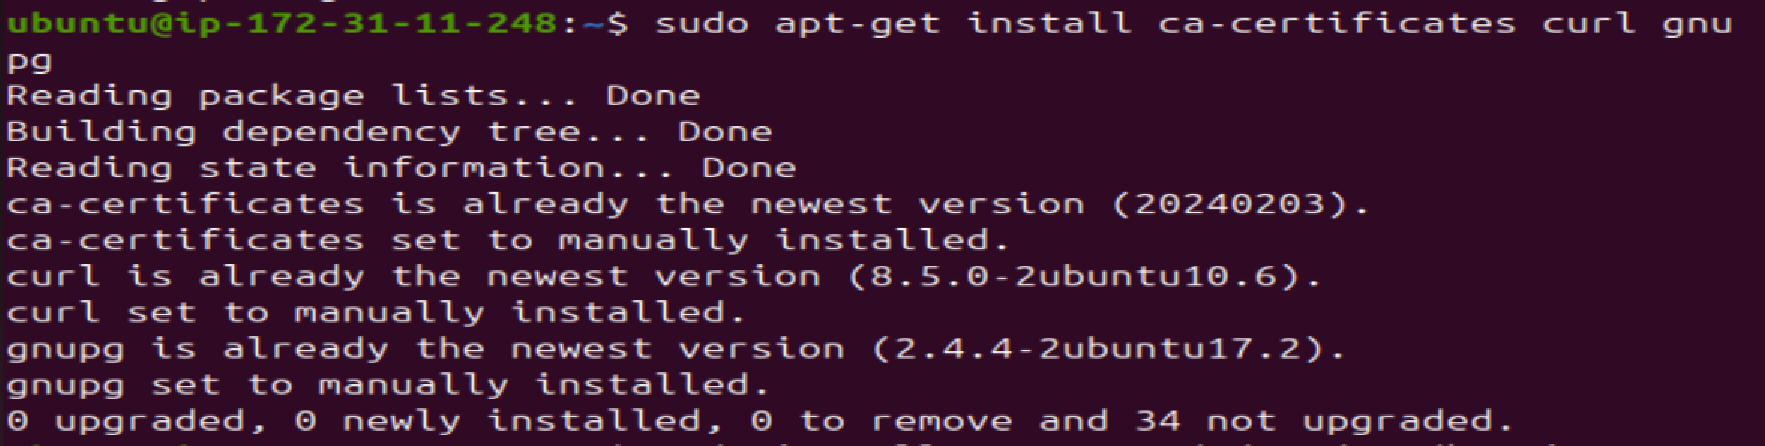 ubuntu@ip-172-31-11-248:~$ sudo apt-get install ca-certificates curl gnu
pg
Reading package lists... Done
Building dependency tree... Done
Reading state information... Done
ca-certificates is already the newest version (20240203).
ca-certificates set to manually installed.
curl is already the newest version (8.5.0-2ubuntu10.6).
curl set to manually installed.
gnupg is already the newest version (2.4.4-2ubuntu17.2).
gnupg set to manually installed.
0 upgraded, 0 newly installed, 0 to remove and 34 not upgraded.